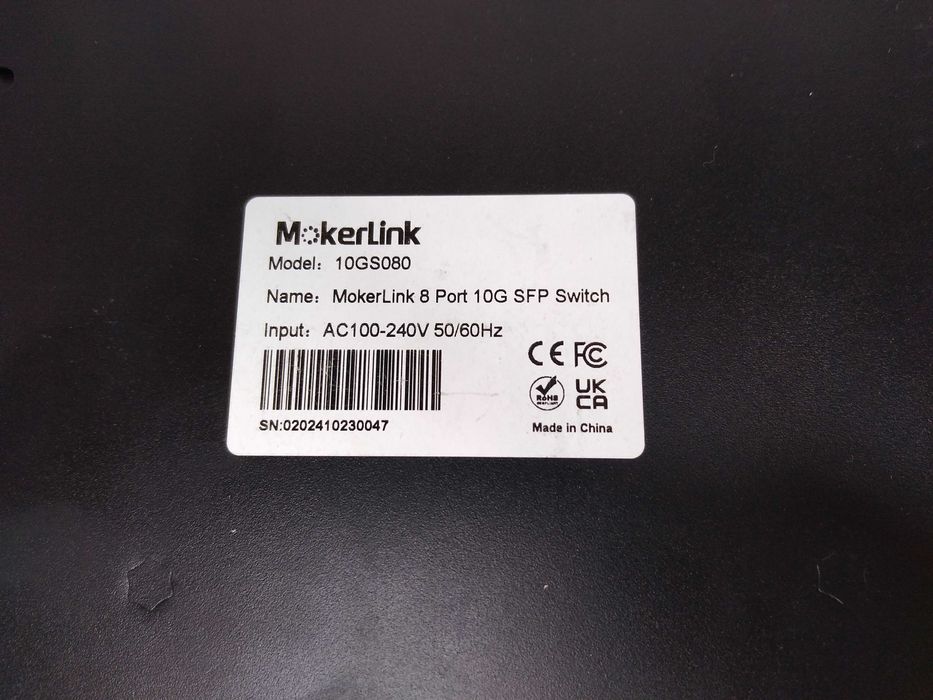 MokerLink
Model： 10GS080
Name： MokerLink 8 Port 10G SFP Switch
Input： AC100-240V 50/60Hz
CE FC
RoHS
UK
CA
SN:0202410230047
Made in China